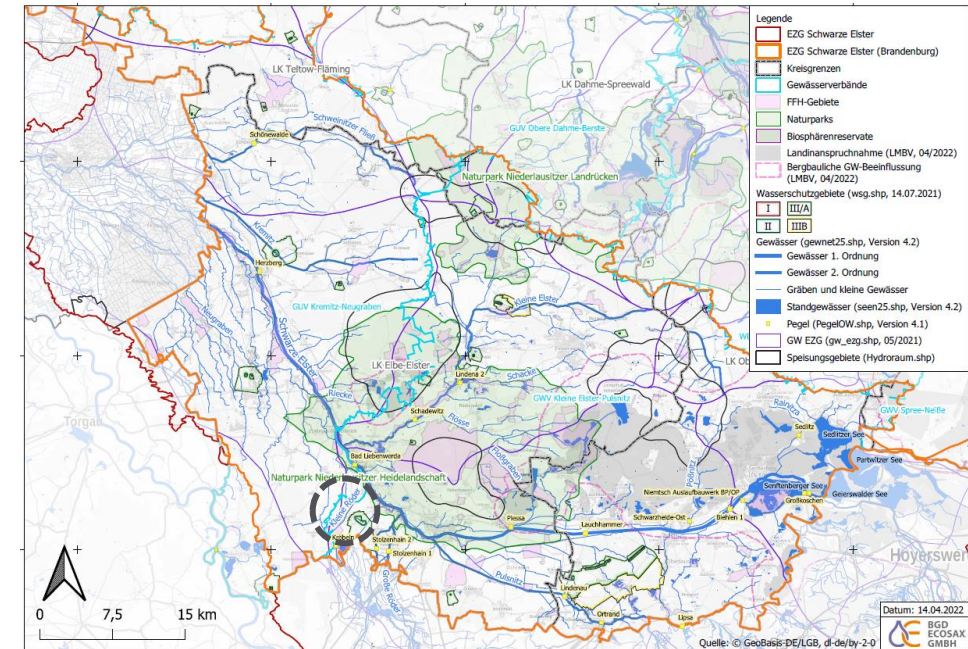 Legende
EZG Schwarze Elster
EZG Schwarze Elster (Brandenburg)
Kreisgrenzen
Gewässerverbände
FFH-Gebiete
Naturparks
Biosphärenreservate
Landinanspruchnahme (LMBV, 04/2022)
Bergbauliche GW-Beeinflussung
(LMBV, 04/2022)
Wasserschutzgebiete (wsg.shp, 14.07.2021)
I III/A
II IIIB
Gewässer (gewnet25.shp, Version 4.2)
Gewässer 1. Ordnung
Gewässer 2. Ordnung
Gräben und kleine Gewässer
Standgewässer (seen25.shp, Version 4.2)
Pegel (PegelOW.shp, Version 4.1)
GW EZG (gw_ezg.shp, 05/2021)
Speisungsgebiete (Hydroraum.shp)
LK Teltow-Fläming
LK Dahme-Spreewald
Schweinitzer Fließ
GUV Obere Dahme-Berste
Schönewalde
Naturpark Niederlausitzer Landrücken
Kremitz
Herzberg
GUV Kremitz-Neugraben
Kleine Elster
Neugraben
Schwarze Elster
LK Elbe-Elster
LK
Lindena 2
Schacke
Riecke
GWV Kleine Elster-Pulsnitz
GWV Spree-Neiße
Rainitza
Torgau
Schadewitz
Flosse
Sedlitz
Sedlitzer See
Bad Liebenwerda
Floßgraben
Pößnitz
Partwitzer See
Naturpark Niederlausitzer Heidelandschaft
Senftenberger See
Niemtsch Auslaufbauwerk BP/OP
Geierswalder See
Kleine Röder
Großkoschen
Plessa
Schwarzheide-Ost
Biehlen 1
Lauchhammer
Stolzenhain 2
Stolzenhain 1
Hoyerswer
Große Röder
Pulsnitz
Lindenau
Ortrand
Lipsa
0 7,5 15 km
Datum: 14.04.2022
BGD
ECOSAX
GMBH
Quelle: © GeoBasis-DE/LGB, dl-de/by-2-0